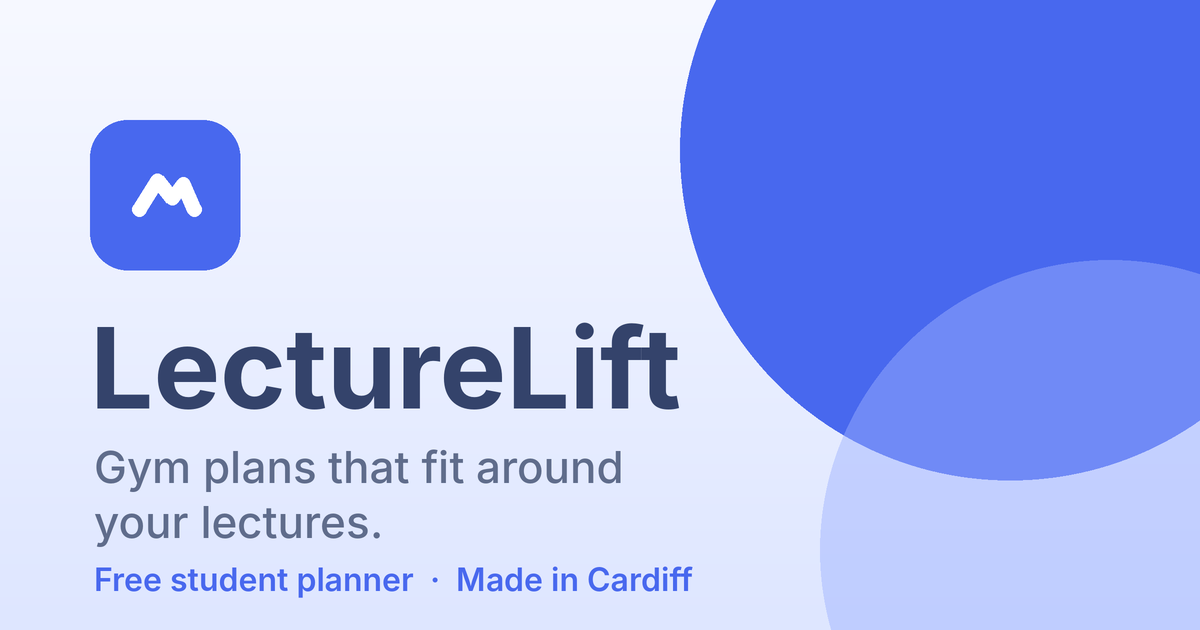 LectureLift
Gym plans that fit around
your lectures.
Free student planner · Made in Cardiff